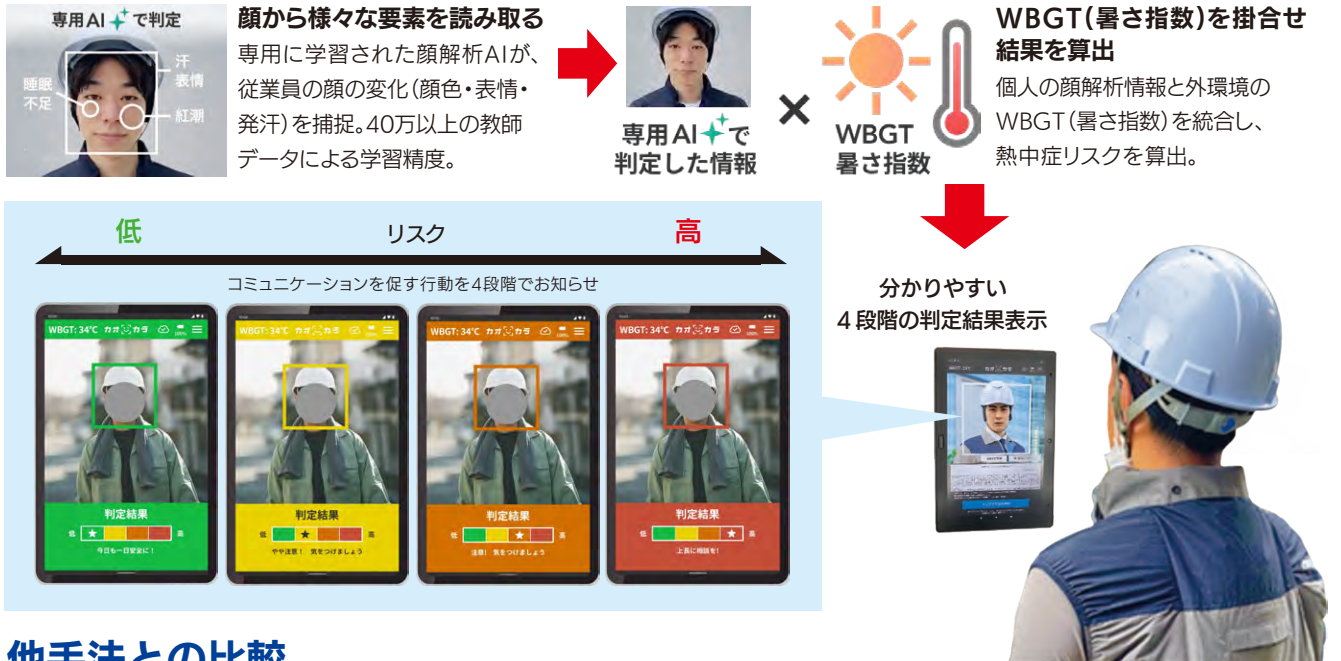 専用AIで判定
汗
表情
睡眠
不足
紅潮
顔から様々な要素を読み取る
専用に学習された顔解析AIが、
従業員の顔の変化（顔色・表情・
発汗）を捕捉。40万以上の教師
データによる学習精度。
専用AIで
判定した情報
×
WBGT
暑さ指数
WBGT（暑さ指数）を掛合せ
結果を算出
個人の顔解析情報と外環境の
WBGT（暑さ指数）を統合し、
熱中症リスクを算出。
低 リスク 高
コミュニケーションを促す行動を4段階でお知らせ
WBGT: 34℃ カオカラ
判定結果
低 ★ 高
今日も一日安全に！
WBGT: 34℃ カオカラ
判定結果
低 ★ 高
やや注意！ 気をつけましょう
WBGT: 34℃ カオカラ
判定結果
低 ★ 高
注意! 気をつけましょう
WBGT: 34℃ カオカラ
判定結果
低 ★ 高
上長に相談を!
分かりやすい
4段階の判定結果表示
他手法との比較